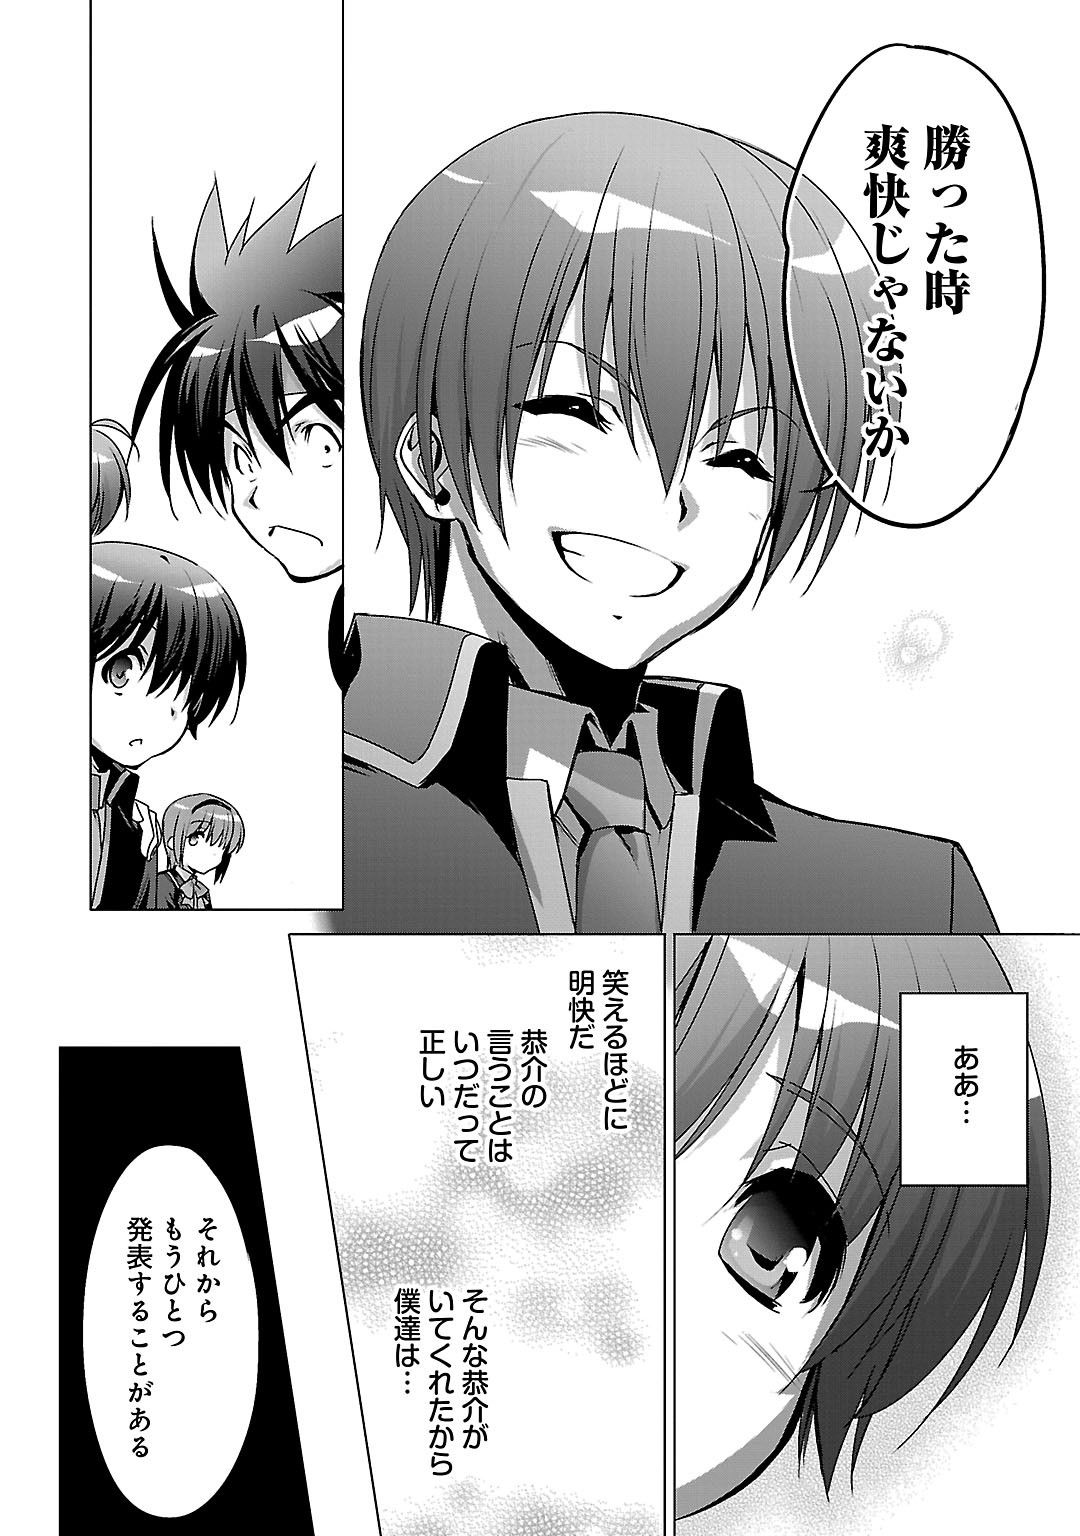 勝った時
爽快じゃないか
ああ…
笑えるほどに
明快だ
恭介の
言うことは
いつだって
正しい
そんな恭介が
いてくれたから
僕達は…
それから
もうひとつ
発表することがある